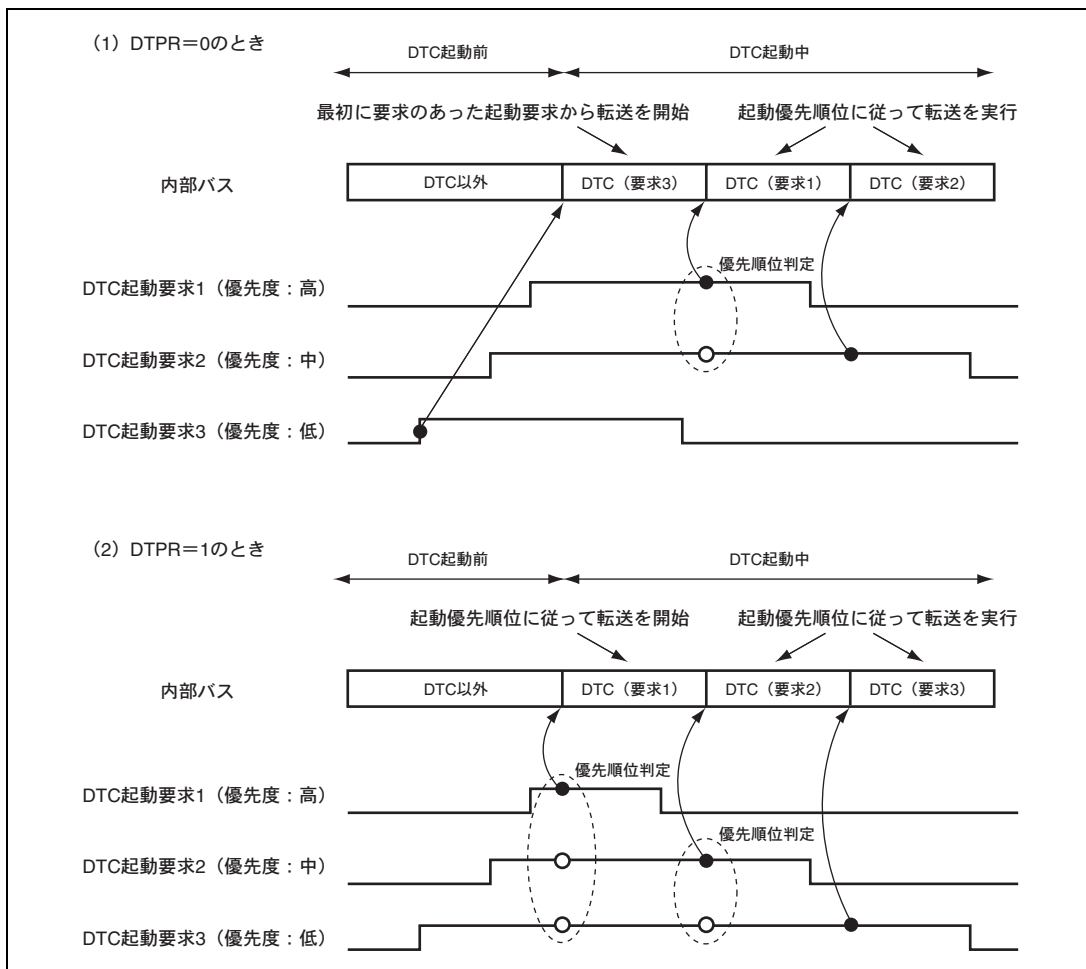 (1) DTPR=0のとき
DTC起動前 DTC起動中
最初に要求のあった起動要求から転送を開始 起動優先順位に従って転送を実行
内部バス DTC以外 DTC(要求3) DTC(要求1) DTC(要求2)
優先順位判定
DTC起動要求1(優先度:高)
DTC起動要求2(優先度:中)
DTC起動要求3(優先度:低)
(2) DTPR=1のとき
DTC起動前 DTC起動中
起動優先順位に従って転送を開始 起動優先順位に従って転送を実行
内部バス DTC以外 DTC(要求1) DTC(要求2) DTC(要求3)
優先順位判定
DTC起動要求1(優先度:高)
優先順位判定
DTC起動要求2(優先度:中)
DTC起動要求3(優先度:低)